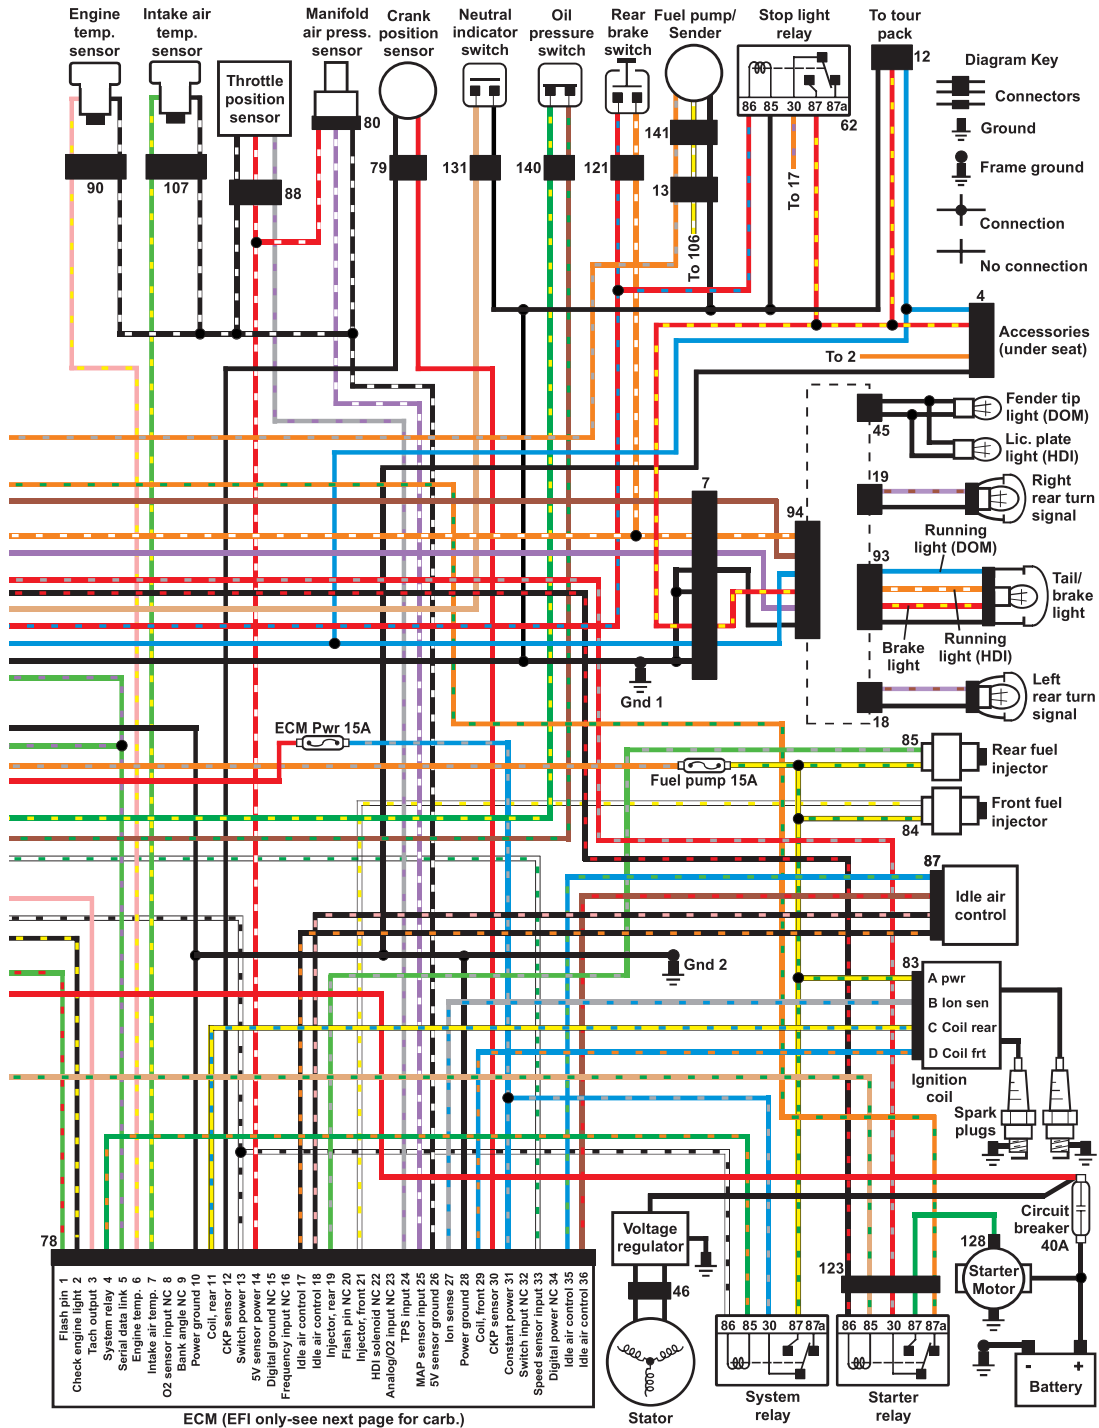 Engine
temp.
sensor
Intake air
temp.
sensor
Manifold
air press.
sensor
Crank
position
sensor
Neutral
indicator
switch
Oil
pressure
switch
Rear
brake
switch
Fuel pump/
Sender
Stop light
relay
To tour
pack
Throttle
position
sensor
Diagram Key
Connectors
Ground
Frame ground
Connection
No connection
12
86 85 30 87 87a
62
80
141
90
107
88
79
131
140
121
13
To 17
To 106
4
Accessories
(under seat)
To 2
Fender tip
light (DOM)
45
Lic. plate
light (HDI)
19
Right
rear turn
signal
7
94
93
Running
light (DOM)
Tail/
brake
light
Brake
light
Running
light (HDI)
Gnd 1
Left
rear turn
signal
18
ECM Pwr 15A
85
Rear fuel
injector
Fuel pump 15A
Front fuel
injector
84
87
Idle air
control
Gnd 2
83
A pwr
B Ion sen
C Coil rear
D Coil frt
Ignition
coil
Spark
plugs
Circuit
breaker
40A
78
Voltage
regulator
46
128
Starter
Motor
123
86 85 30 87 87a
86 85 30 87 87a
- +
Battery
Stator
System
relay
Starter
relay
Flash pin 1
Check engine light 2
Tach output 3
System relay 4
Serial data link 5
Engine temp. 6
Intake air temp. 7
O2 sensor input NC 8
Bank angle NC 9
Power ground 10
Coil, rear 11
CKP sensor 12
Switch power 13
5V sensor power 14
Digital ground NC 15
Frequency input NC 16
Idle air control 17
Idle air control 18
Injector, rear 19
Flash pin NC 20
Injector, front 21
HDI solenoid NC 22
Analog/O2 input NC 23
TPS input 24
MAP sensor input 25
5V sensor ground 26
Ion sense 27
Power ground 28
Coil, front 29
CKP sensor 30
Constant power 31
Switch input NC 32
Speed sensor input 33
Digital power NC 34
Idle air control 35
Idle air control 36
ECM (EFI only-see next page for carb.)